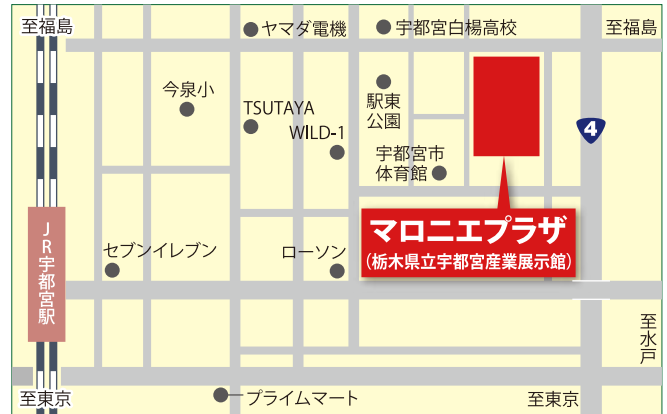 至福島
ヤマダ電機
宇都宮白楊高校
至福島
今泉小
TSUTAYA
WILD-1
駅東
公園
宇都宮市
体育館
4
マロニエプラザ
(栃木県立宇都宮産業展示館)
JR宇都宮駅
セブンイレブン
ローソン
至水戸
至東京
プライムマート
至東京